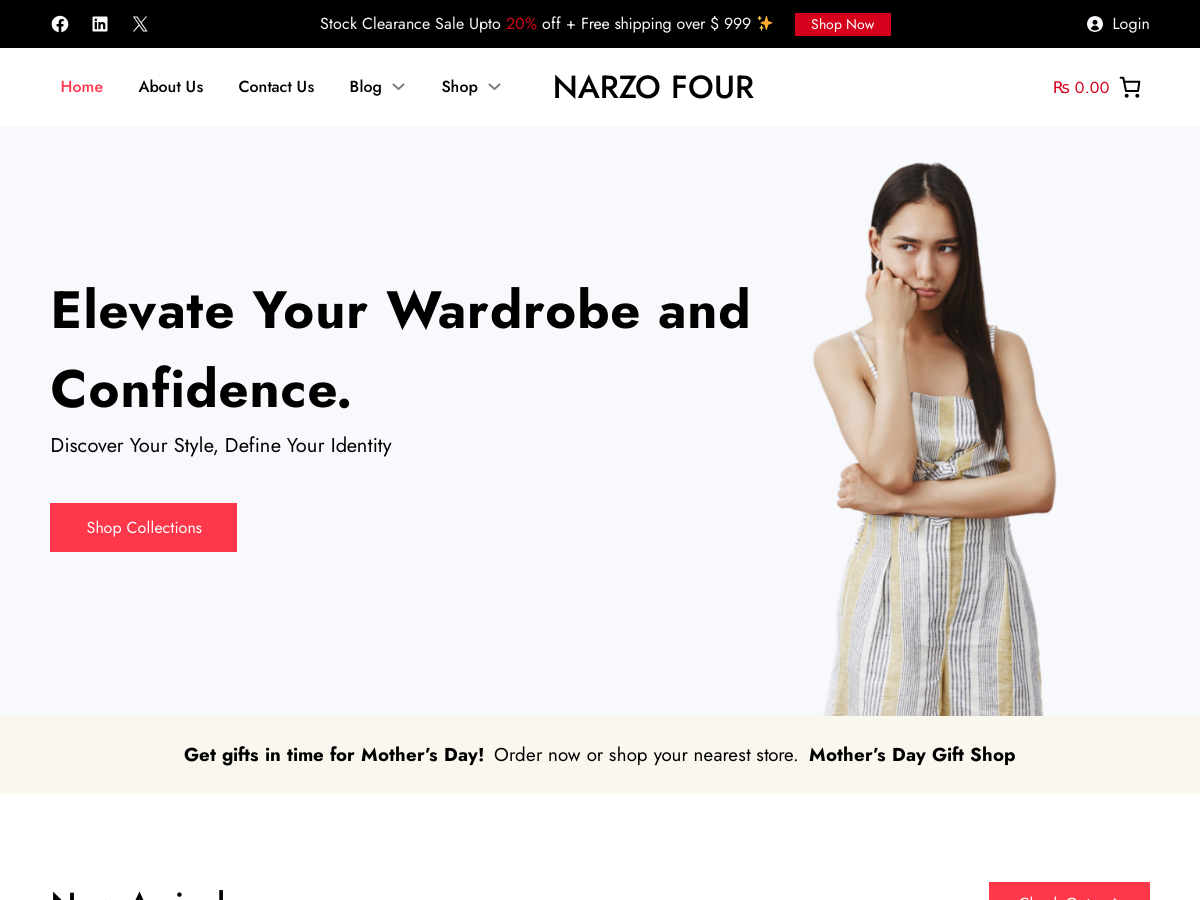 Stock Clearance Sale Upto 20% off + Free shipping over $ 999 ✨
Shop Now
Login
Home
About Us
Contact Us
Blog
Shop
NARZO FOUR
₨ 0.00
Elevate Your Wardrobe and
Confidence.
Discover Your Style, Define Your Identity
Shop Collections
Get gifts in time for Mother's Day! Order now or shop your nearest store. Mother's Day Gift Shop